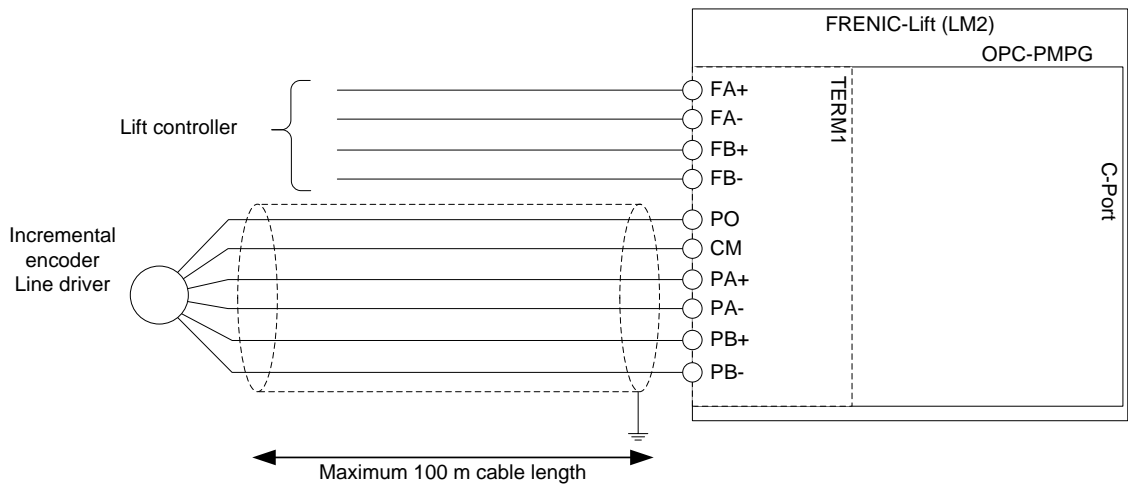 FRENIC-Lift (LM2)
OPC-PMPG
TERM1
C-Port
Lift controller
FA+
FA-
FB+
FB-
Incremental
encoder
Line driver
PO
CM
PA+
PA-
PB+
PB-
Maximum 100 m cable length